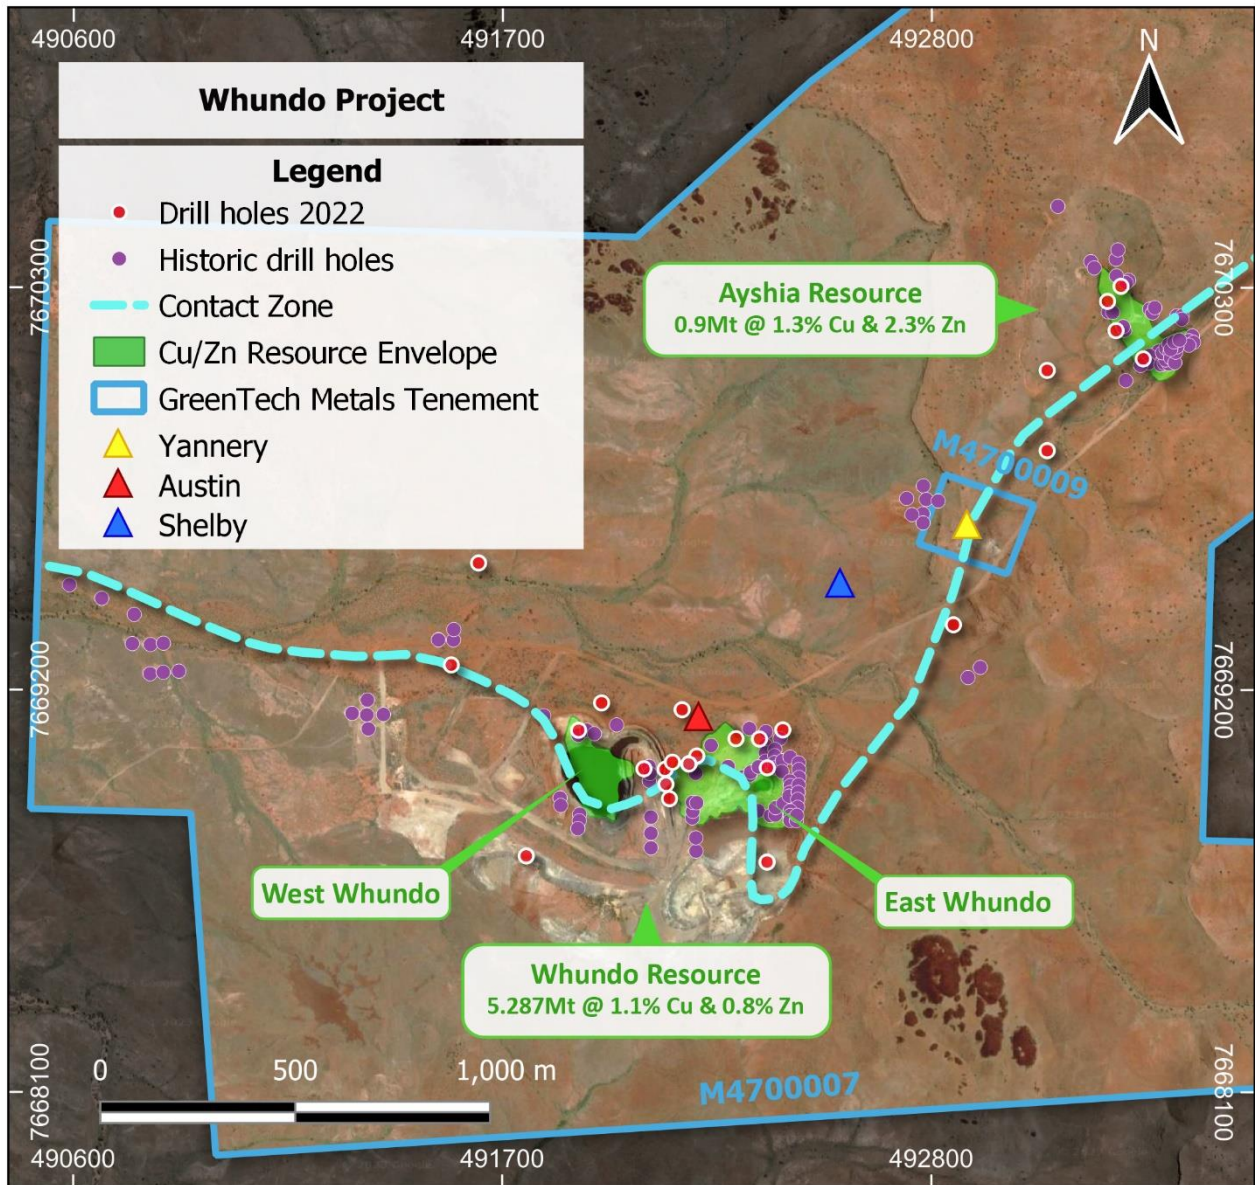 490600
491700
492800
N
Whundo Project
Legend
Drill holes 2022
Historic drill holes
Contact Zone
Cu/Zn Resource Envelope
GreenTech Metals Tenement
Yannery
Austin
Shelby
7670300
7670300
Ayshia Resource
0.9Mt @ 1.3% Cu & 2.3% Zn
M4700009
7669200
7669200
West Whundo
East Whundo
Whundo Resource
5.287Mt @ 1.1% Cu & 0.8% Zn
0 500 1,000 m
M4700007
7668100
7668100
490600
491700
492800